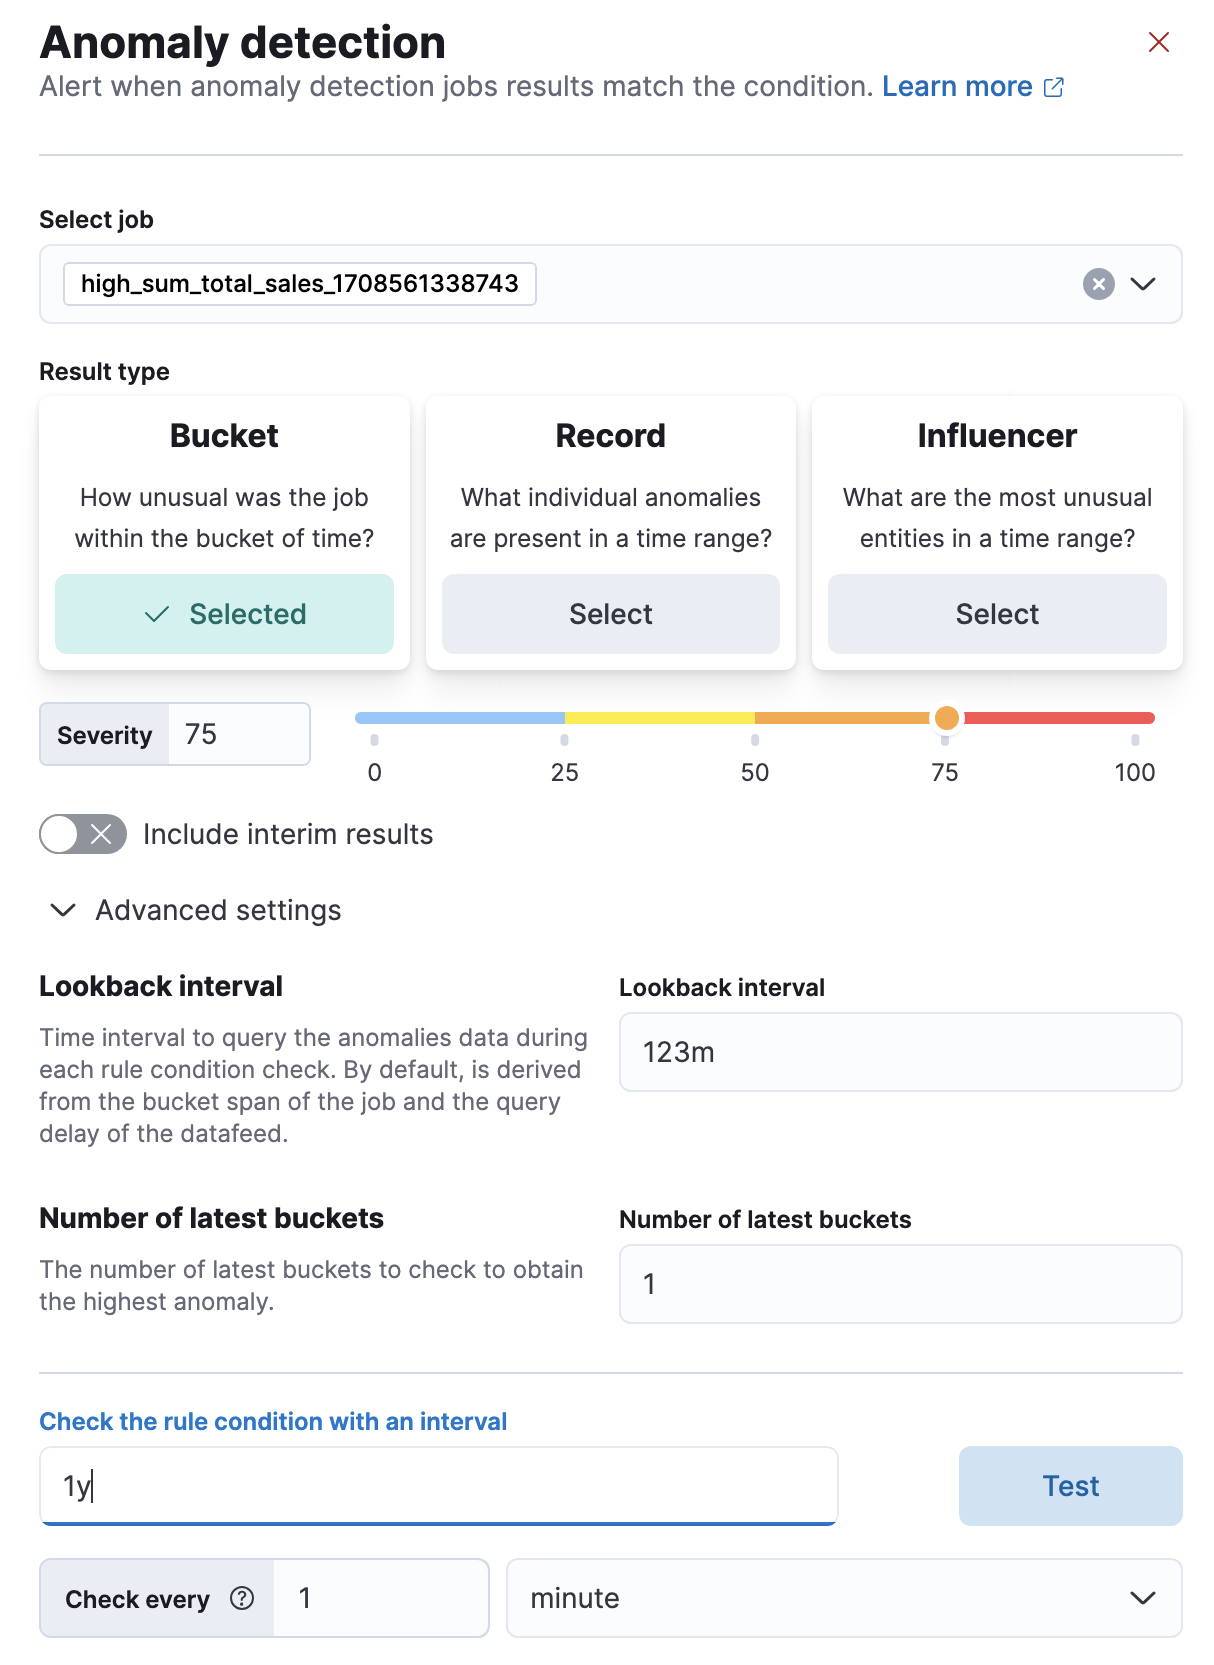 Anomaly detection
Alert when anomaly detection jobs results match the condition. Learn more
Select job
high_sum_total_sales_1708561338743
Result type
Bucket
How unusual was the job
within the bucket of time?
Selected
Record
What individual anomalies
are present in a time range?
Select
Influencer
What are the most unusual
entities in a time range?
Select
Severity 75
0 25 50 75 100
Include interim results
Advanced settings
Lookback interval
Time interval to query the anomalies data during
each rule condition check. By default, is derived
from the bucket span of the job and the query
delay of the datafeed.
Lookback interval
123m
Number of latest buckets
The number of latest buckets to check to obtain
the highest anomaly.
Number of latest buckets
1
Check the rule condition with an interval
1y
Test
Check every 1 minute